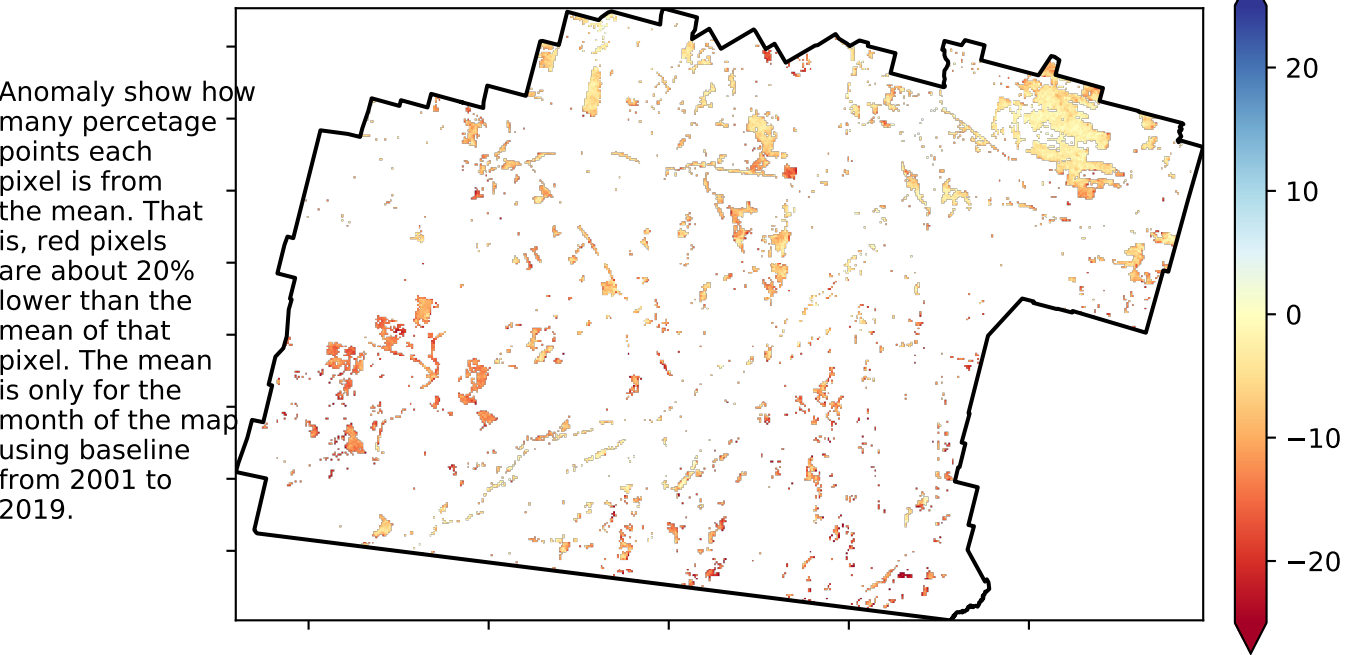 Anomaly show how
many percetage
points each
pixel is from
the mean. That
is, red pixels
are about 20%
lower than the
mean of that
pixel. The mean
is only for the
month of the map
using baseline
from 2001 to
2019.
20
10
0
−10
−20